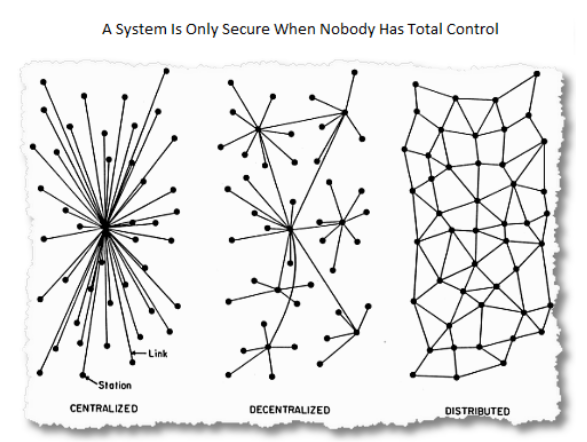 A System Is Only Secure When Nobody Has Total Control
Link
Station
CENTRALIZED
DECENTRALIZED
DISTRIBUTED